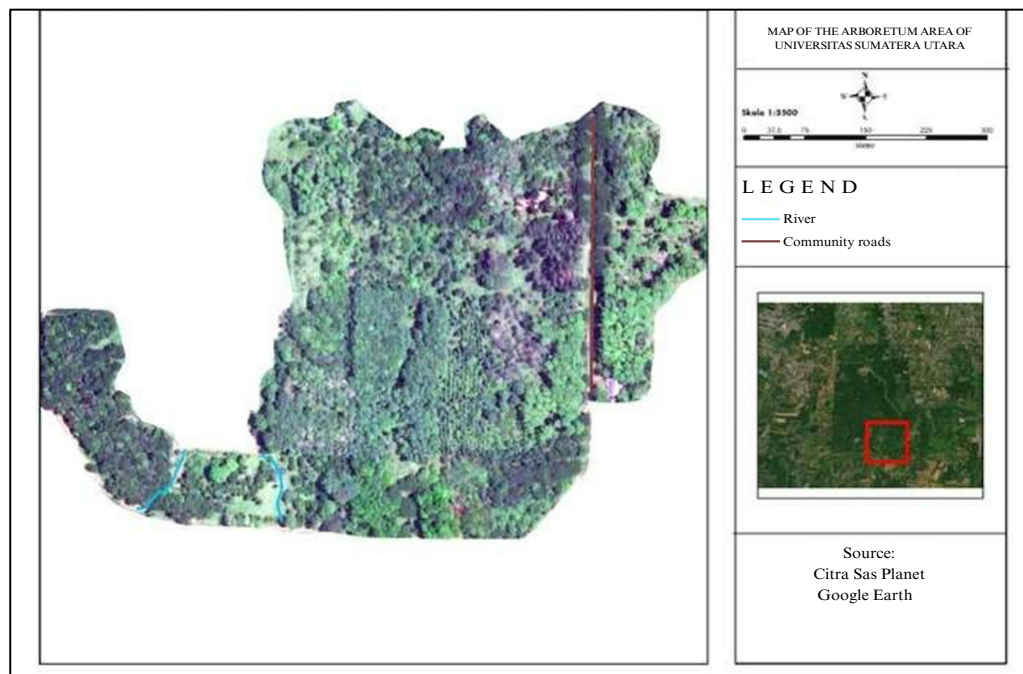 MAP OF THE ARBORETUM AREA OF
UNIVERSITAS SUMATERA UTARA
N
W E
S
Skala 1:3500
0 37,5 75 150 225 300
Meter
LEGEND
River
Community roads
Source:
Citra Sas Planet
Google Earth